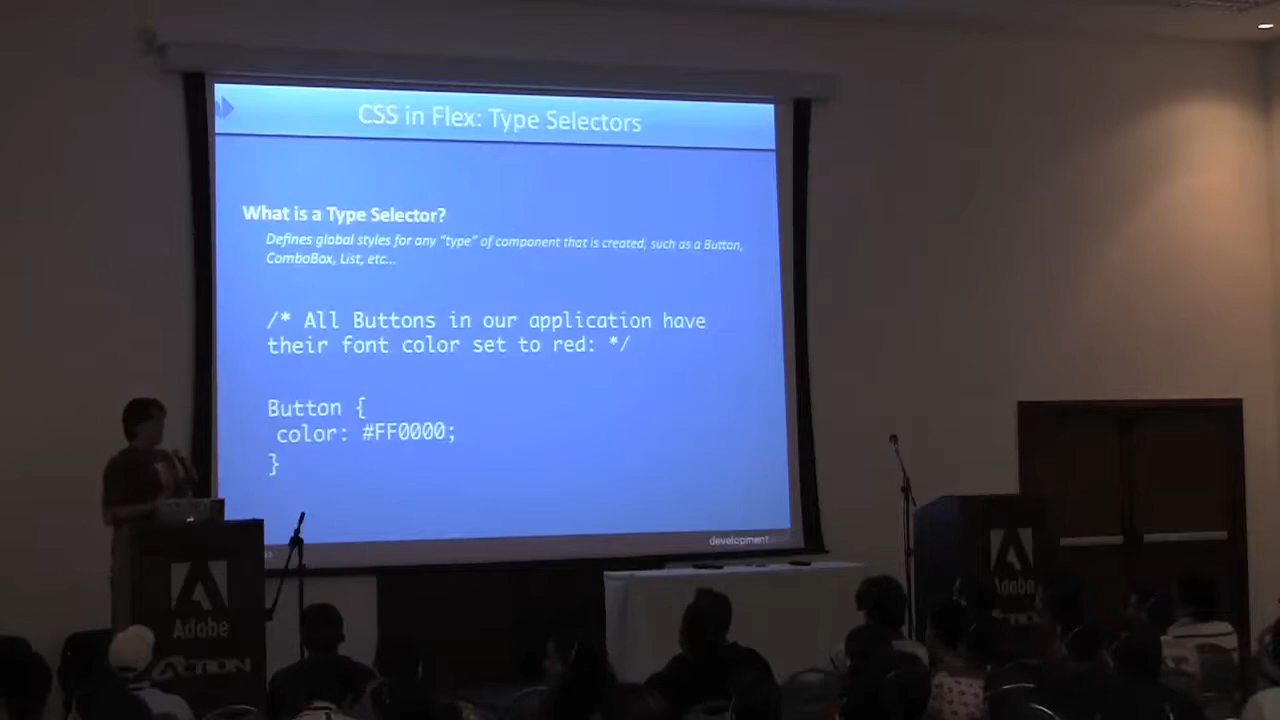 CSS in Flex: Type Selectors
What is a Type Selector?
Defines global styles for any "type" of component that is created, such as a Button,
ComboBox, List, etc...
/* All Buttons in our application have
their font color set to red: */
Button {
color: #FF0000;
}
development
Adobe
ACTION
Adobe